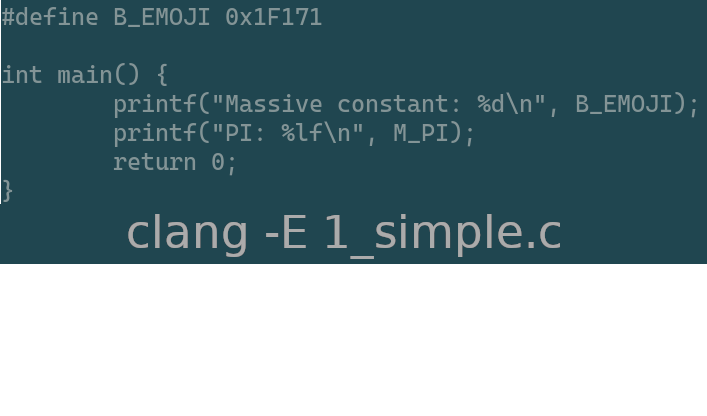 #define B_EMOJI 0x1F171
int main() {
printf("Massive constant: %d\n", B_EMOJI);
printf("PI: %lf\n", M_PI);
return 0;
}
clang -E 1_simple.c